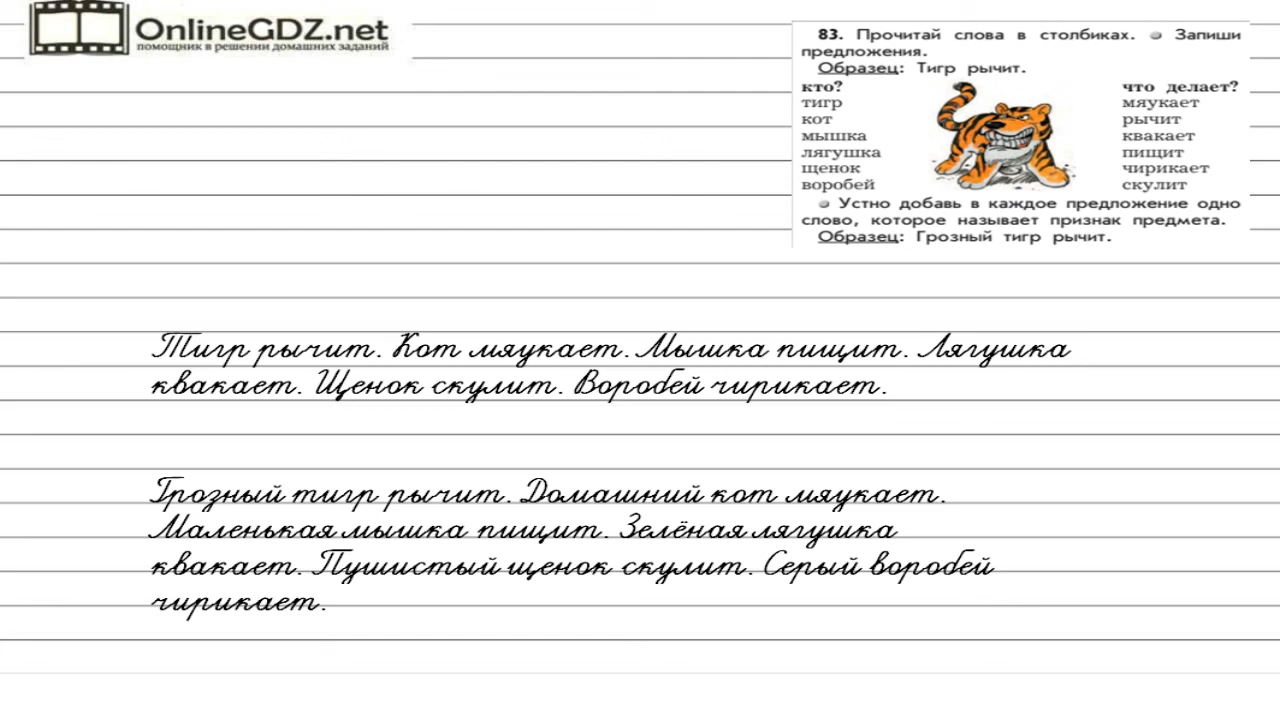 OnlineGDZ.net
помощник в решении домашних заданий
83. Прочитай слова в столбиках. Запиши
предложения.
Образец: Тигр рычит.
кто? что делает?
тигр мяукает
кот рычит
мышка квакает
лягушка пищит
щенок чирикает
воробей скулит
Устно добавь в каждое предложение одно
слово, которое называет признак предмета.
Образец: Грозный тигр рычит.
Тигр рычит. Кот мяукает. Мышка пищит. Лягушка
квакает. Щенок скулит. Воробей чирикает.
Грозный тигр рычит. Домашний кот мяукает.
Маленькая мышка пищит. Зелёная лягушка
квакает. Пушистый щенок скулит. Серый воробей
чирикает.